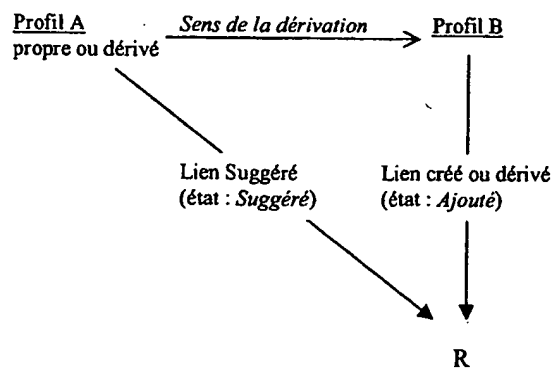 Profil A
propre ou dérivé
Sens de la dérivation
Profil B
Lien Suggéré
(état : Suggéré)
Lien créé ou dérivé
(état : Ajouté)
R